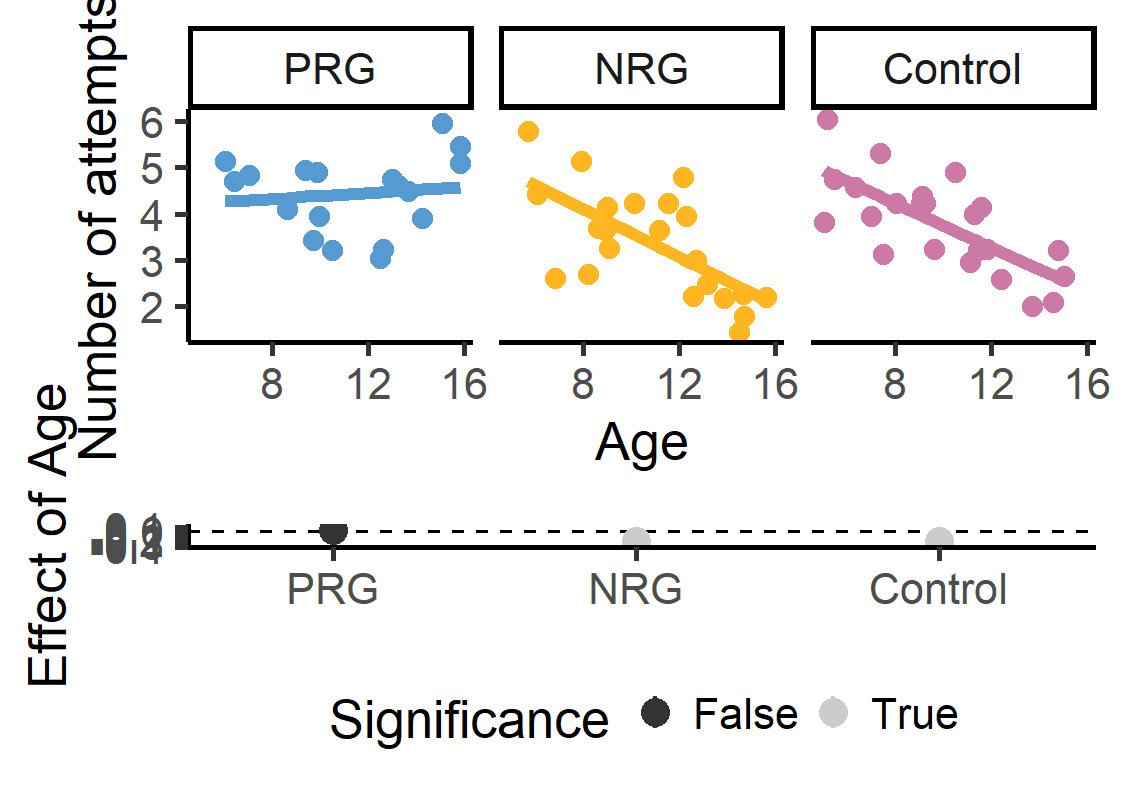 PRG NRG Control
Number of attempts
6
5
4
3
2
8 12 16 8 12 16 8 12 16
Age
Effect of Age
PRG NRG Control
Significance False True